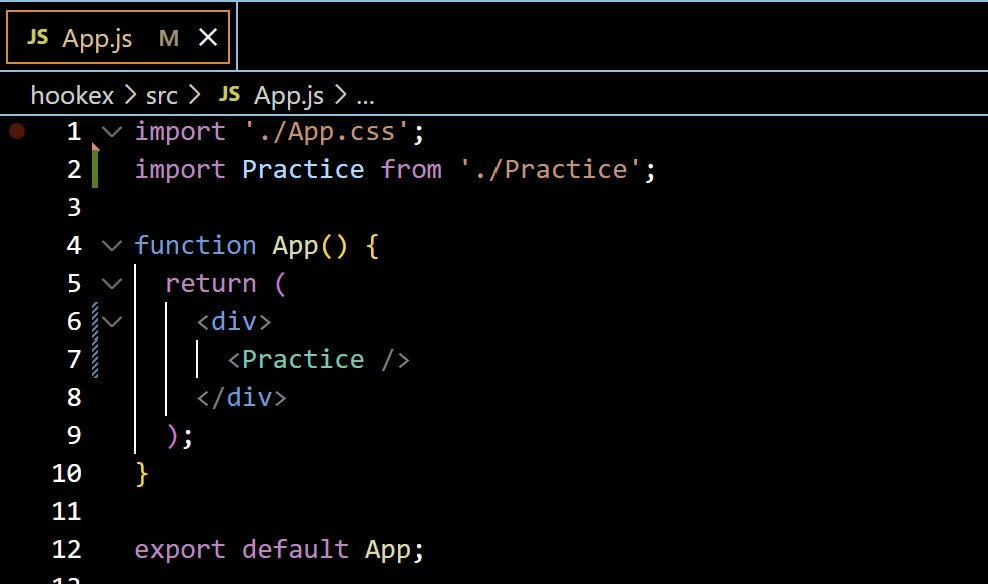 JS App.js M
hookex > src > JS App.js > ...
1 import './App.css';
2 import Practice from './Practice';
3
4 function App() {
5 return (
6 <div>
7 <Practice />
8 </div>
9 );
10 }
11
12 export default App;
13